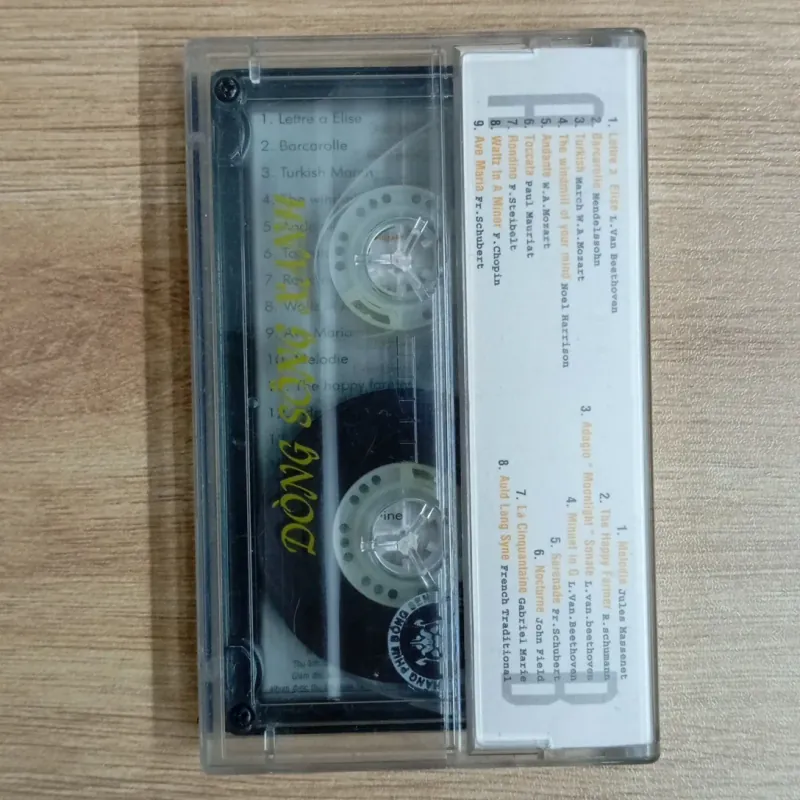 A
1. Lettre a Elise L.Van Beethoven
2. Barcarolle Mendelssohn
3. Turkish March W.A.Mozart
4. The windmill of your mind Noel Harrison
5. Andante W.A.Mozart
6. Toccata Paul Mauriat
7. Rondino F.Steibelt
8. Waltz In A Minor F.Chopin
9. Ave Maria Fr.Schubert
B
1. Melodie Jules Massenet
2. The Happy Farmer R.schumann
3. Adagio " Moonlight " Sonate L.van.beethoven
4. Minuet in G L.Van.Beethoven
5. Serenade Fr.Schubert
6. Nocturne John Field
7. La Cinquantaine Gabriel Marie
8. Auld Lang Syne French Traditional
DÒNG SÔNG XANH
1. Lettre a Elise
2. Barcarolle
3. Turkish March
4. The
5. And
6.
7.
8.
9. Ave Maria
Melodie
The happy
HANG PHIM